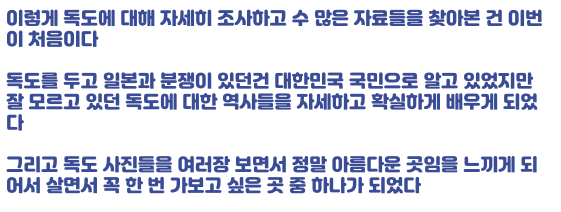 이렇게 독도에 대해 자세히 조사하고 수 많은 자료들을 찾아본 건 이번
이 처음이다
독도를 두고 일본과 분쟁이 있던건 대한민국 국민으로 알고 있었지만
잘 모르고 있던 독도에 대한 역사들을 자세하고 확실하게 배우게 되었
다
그리고 독도 사진들을 여러장 보면서 정말 아름다운 곳임을 느끼게 되
어서 살면서 꼭 한 번 가보고 싶은 곳 중 하나가 되었다